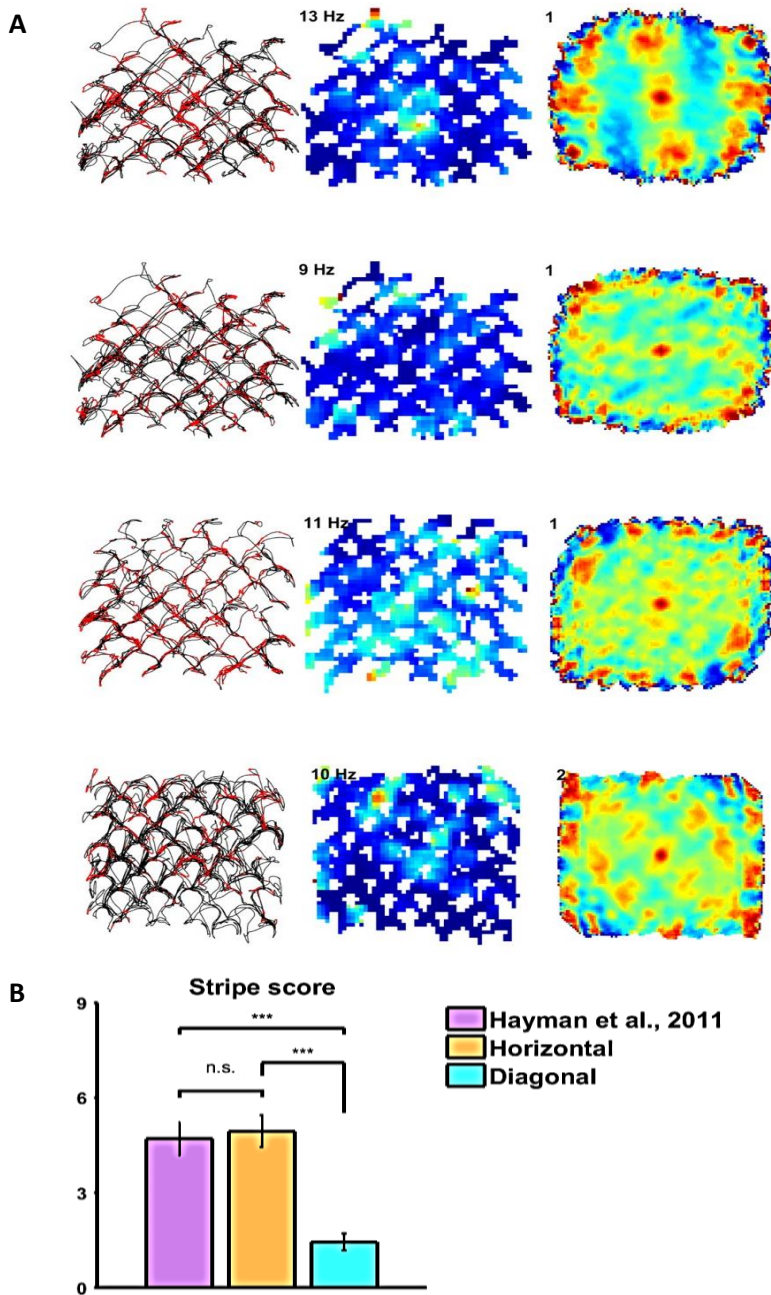 A
13 Hz
1
9 Hz
1
11 Hz
1
10 Hz
2
B
Stripe score
9
6
3
0
***
n.s.
***
Hayman et al., 2011
Horizontal
Diagonal